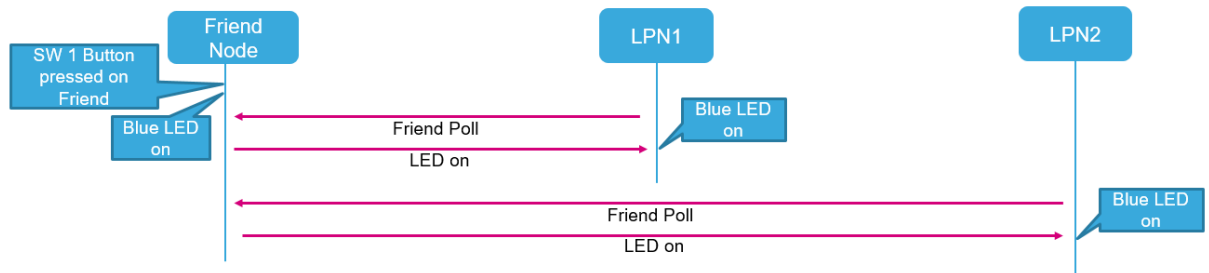 Friend
Node
LPN1
LPN2
SW 1 Button
pressed on
Friend
Blue LED
on
Friend Poll
Blue LED
on
LED on
Friend Poll
Blue LED
on
LED on